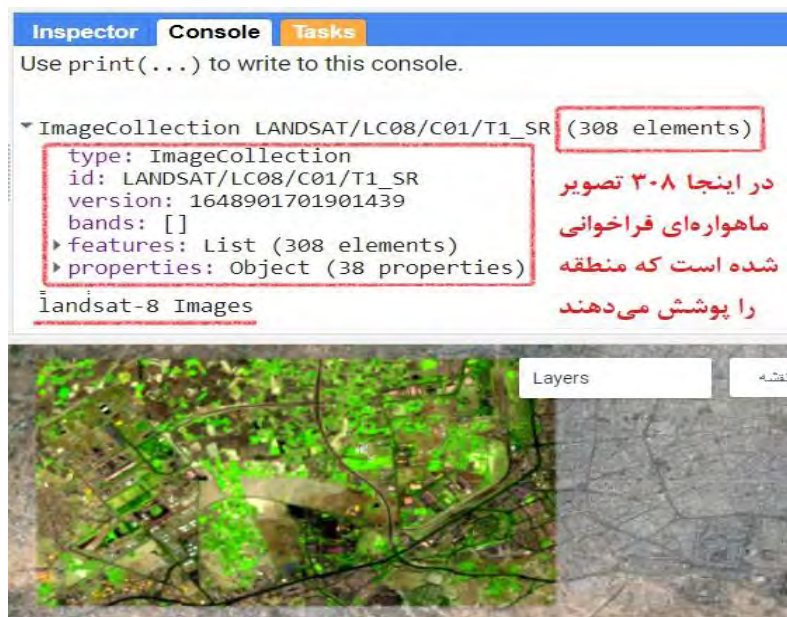 Inspector Console Tasks
Use print(...) to write to this console.
ImageCollection LANDSAT/LC08/C01/T1_SR (308 elements)
type: ImageCollection
id: LANDSAT/LC08/C01/T1_SR
version: 1648901701901439
bands: []
features: List (308 elements)
properties: Object (38 properties)
در اینجا ۳۰۸ تصویر
ماهواره‌ای فراخوانی
شده است که منطقه
را پوشش می‌دهند
landsat-8 Images
Layers